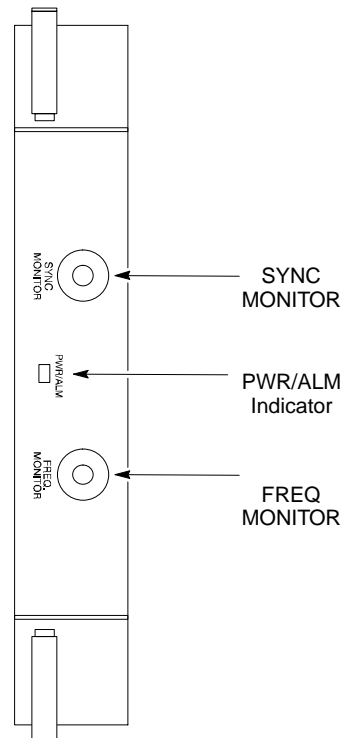 SYNC
MONITOR
PWR/ALM
FREQ.
MONITOR
SYNC
MONITOR
PWR/ALM
Indicator
FREQ
MONITOR